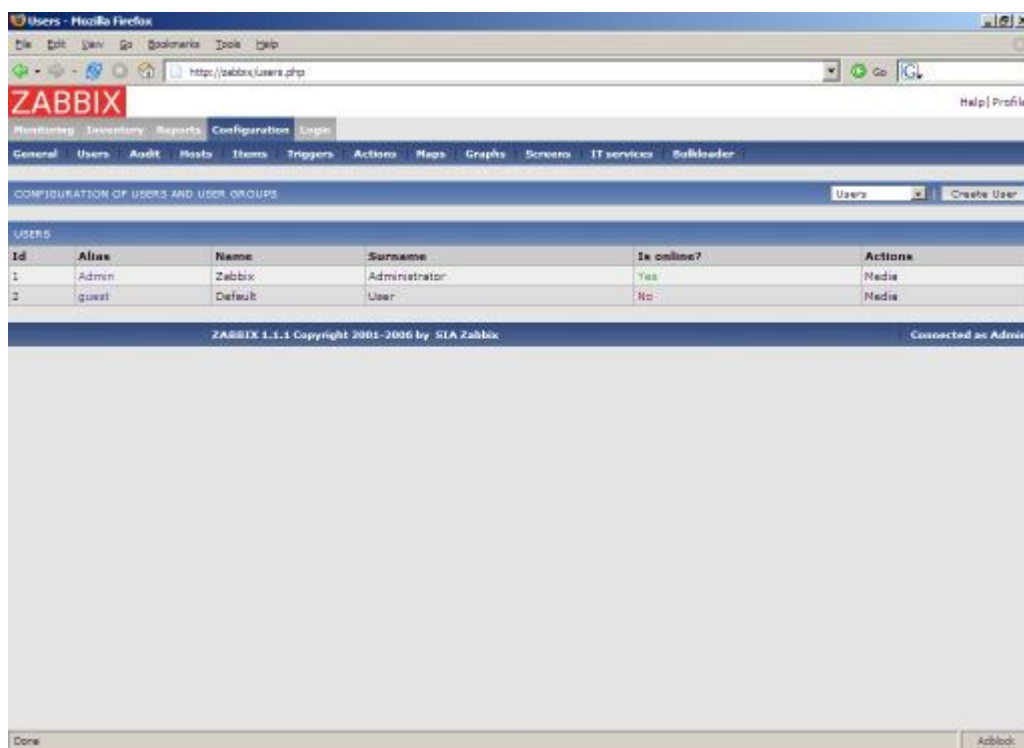 Users - Mozilla Firefox
File Edit View Go Bookmarks Tools Help
http://zabbix/users.php Go G
ZABBIX
Help | Profile
Monitoring Inventory Reports Configuration Login
General Users Audit Hosts Items Triggers Actions Maps Graphs Screens IT services Bulkloader
CONFIGURATION OF USERS AND USER GROUPS Users Create User
USERS
Id Alias Name Surname Is online? Actions
1 Admin Zabbix Administrator Yes Media
2 guest Default User No Media
ZABBIX 1.1.1 Copyright 2001-2006 by SIA Zabbix Connected as Admin
Done Adblock